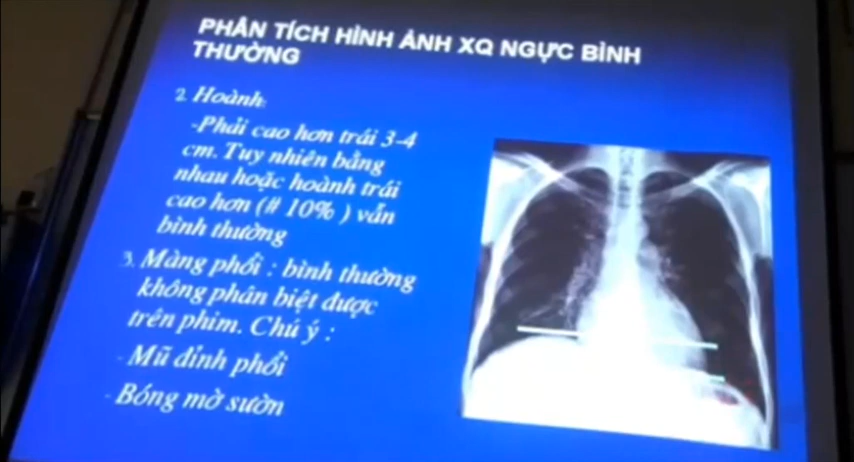 PHÂN TÍCH HÌNH ẢNH XQ NGỰC BÌNH
THƯỜNG
2. Hoành:
-Phải cao hơn trái 3-4
cm. Tuy nhiên bằng
nhau hoặc hoành trái
cao hơn (# 10% ) vẫn
bình thường
3. Màng phổi : bình thường
không phân biệt được
trên phim. Chú ý :
- Mũ đỉnh phổi
- Bóng mờ sườn